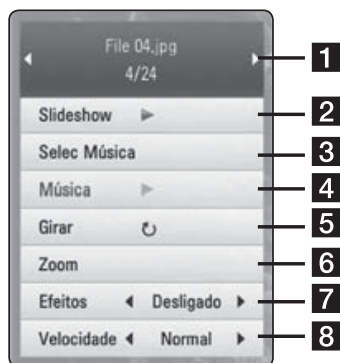 File 04.jpg
1
4/24
Slideshow
2
Selec Música
3
Música
4
Girar
5
Zoom
6
Efeitos Desligado
7
Velocidade Normal
8